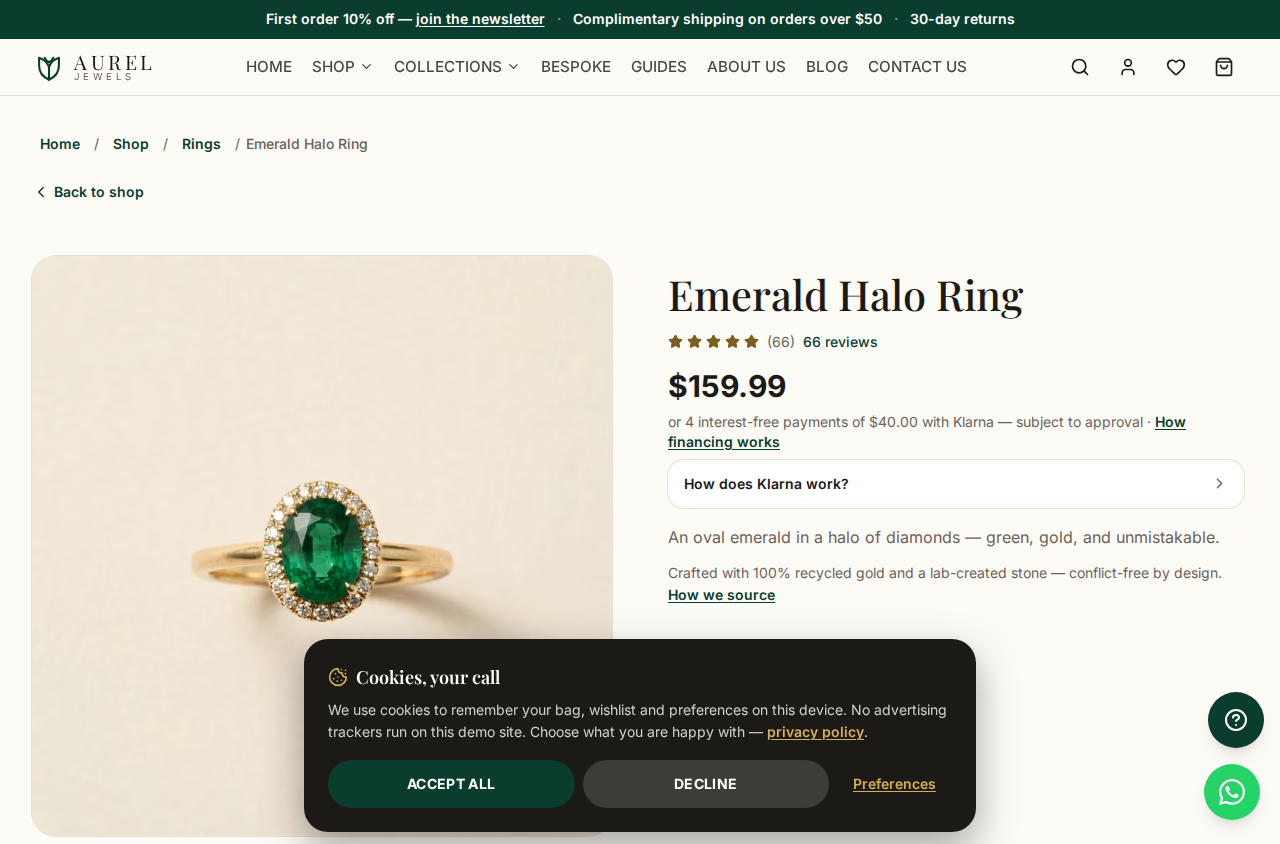 First order 10% off — join the newsletter · Complimentary shipping on orders over $50 · 30-day returns
AUREL
JEWELS
HOME SHOP COLLECTIONS BESPOKE GUIDES ABOUT US BLOG CONTACT US
Home / Shop / Rings / Emerald Halo Ring
Back to shop
Emerald Halo Ring
(66) 66 reviews
$159.99
or 4 interest-free payments of $40.00 with Klarna — subject to approval · How
financing works
How does Klarna work?
An oval emerald in a halo of diamonds — green, gold, and unmistakable.
Crafted with 100% recycled gold and a lab-created stone — conflict-free by design.
How we source
Cookies, your call
We use cookies to remember your bag, wishlist and preferences on this device. No advertising
trackers run on this demo site. Choose what you are happy with — privacy policy.
ACCEPT ALL DECLINE Preferences